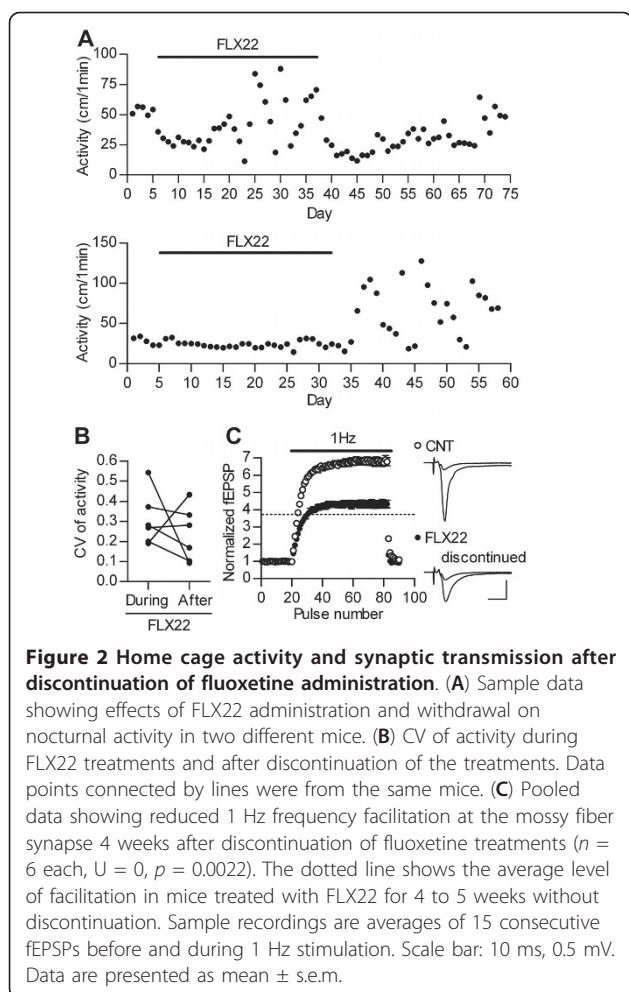 A
FLX22
Activity (cm/1min)
100
75
50
25
0
0 5 10 15 20 25 30 35 40 45 50 55 60 65 70 75
Day
FLX22
Activity (cm/1min)
150
100
50
0
0 5 10 15 20 25 30 35 40 45 50 55 60
Day
B
CV of activity
0.6
0.5
0.4
0.3
0.2
0.1
0.0
During After
FLX22
C
1Hz
Normalized fEPSP
7
6
5
4
3
2
1
0
0 20 40 60 80 100
Pulse number
CNT
FLX22
discontinued
Figure 2 Home cage activity and synaptic transmission after
discontinuation of fluoxetine administration. (A) Sample data
showing effects of FLX22 administration and withdrawal on
nocturnal activity in two different mice. (B) CV of activity during
FLX22 treatments and after discontinuation of the treatments. Data
points connected by lines were from the same mice. (C) Pooled
data showing reduced 1 Hz frequency facilitation at the mossy fiber
synapse 4 weeks after discontinuation of fluoxetine treatments (n =
6 each, U = 0, p = 0.0022). The dotted line shows the average level
of facilitation in mice treated with FLX22 for 4 to 5 weeks without
discontinuation. Sample recordings are averages of 15 consecutive
fEPSPs before and during 1 Hz stimulation. Scale bar: 10 ms, 0.5 mV.
Data are presented as mean ± s.e.m.